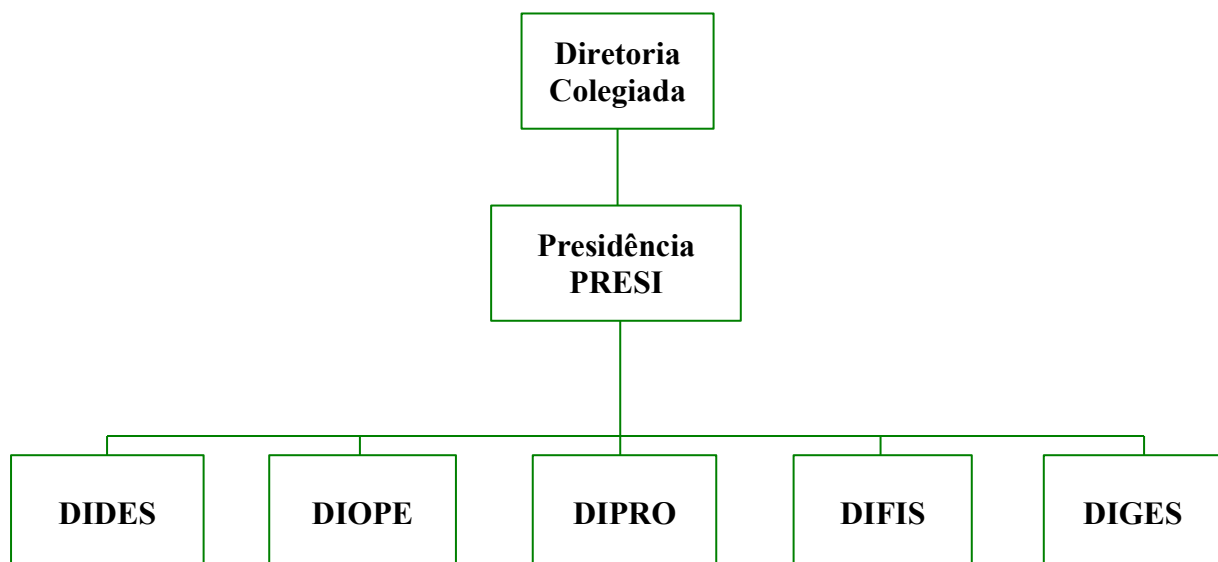 Diretoria
Colegiada
Presidência
PRESI
DIDES
DIOPE
DIPRO
DIFIS
DIGES